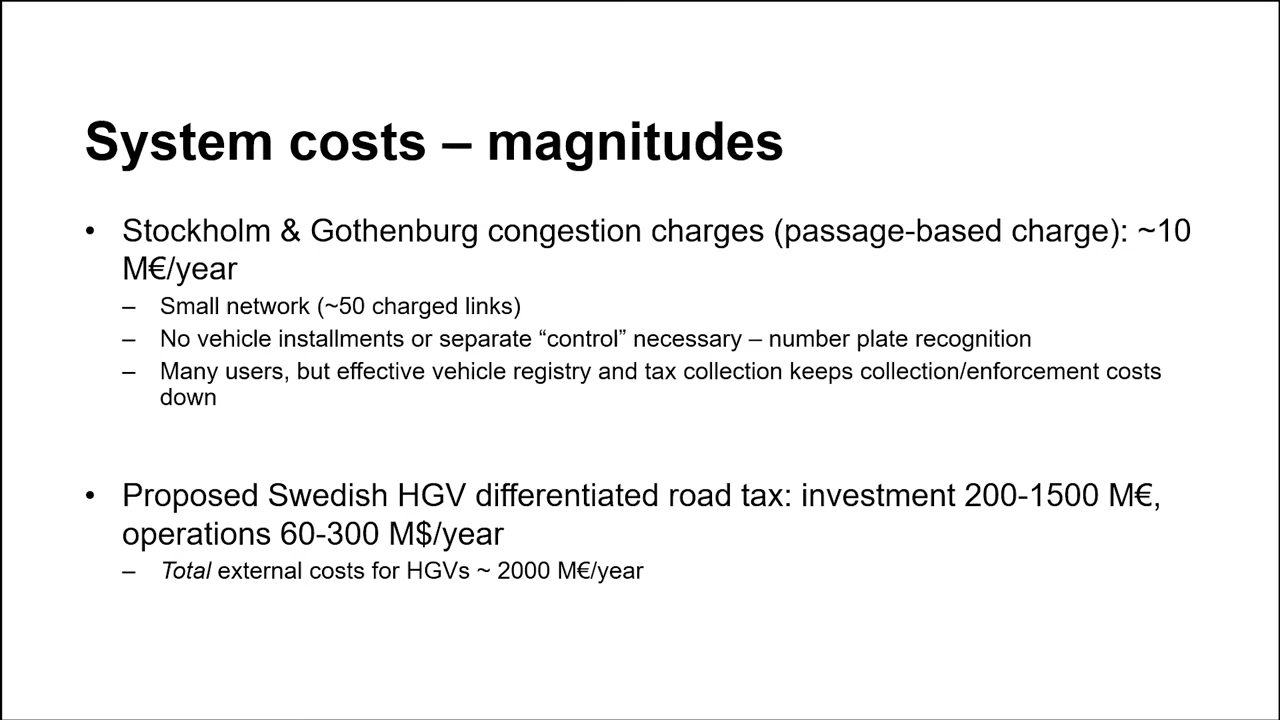 System costs – magnitudes
• Stockholm & Gothenburg congestion charges (passage-based charge): ~10
M€/year
– Small network (~50 charged links)
– No vehicle installments or separate “control” necessary – number plate recognition
– Many users, but effective vehicle registry and tax collection keeps collection/enforcement costs
down
• Proposed Swedish HGV differentiated road tax: investment 200-1500 M€,
operations 60-300 M$/year
– Total external costs for HGVs ~ 2000 M€/year